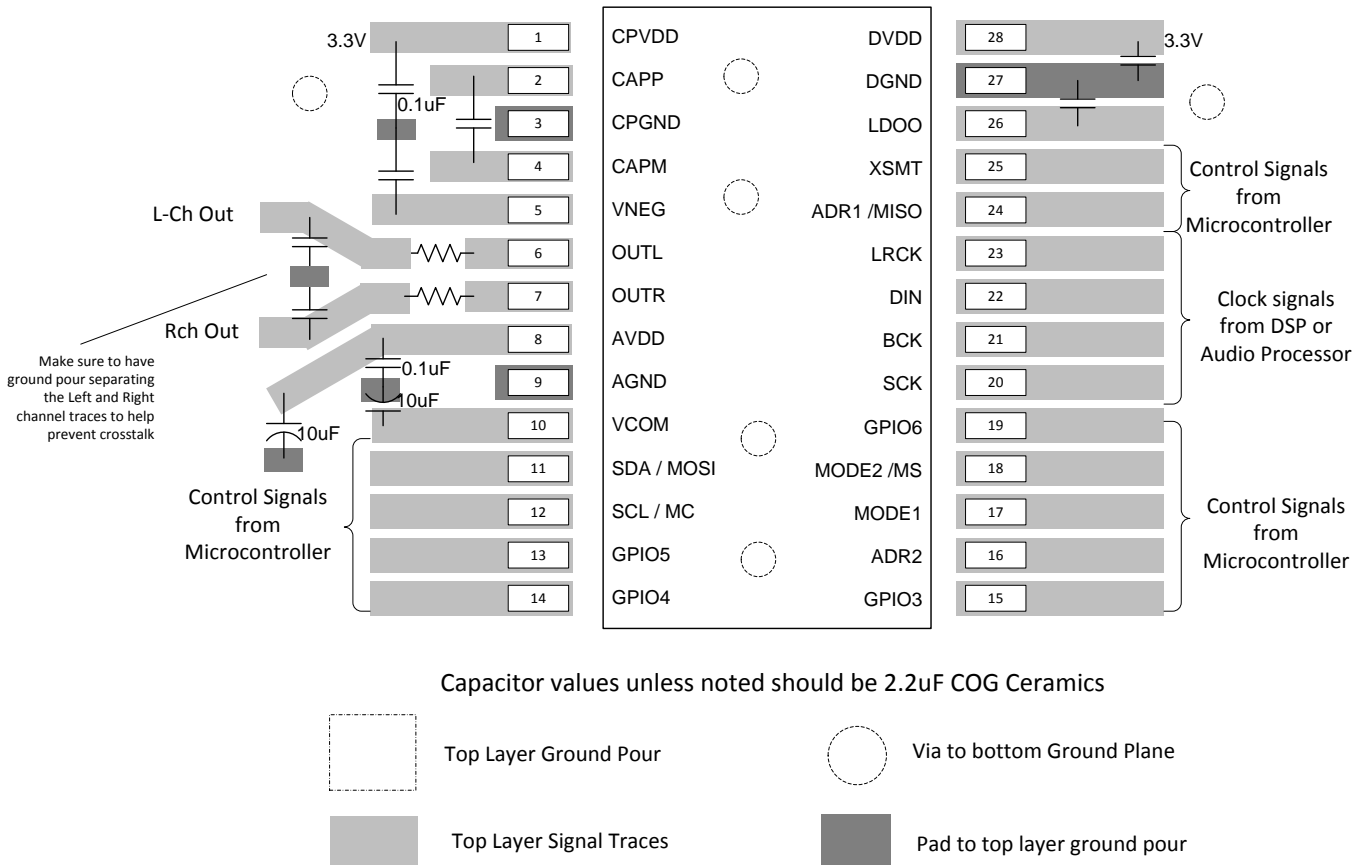 3.3V
1
CPVDD
DVDD
28
3.3V
2
CAPP
DGND
27
0.1uF
3
CPGND
LDOO
26
4
CAPM
XSMT
25
Control Signals
from
Microcontroller
L-Ch Out
5
VNEG
ADR1 /MISO
24
6
OUTL
LRCK
23
7
OUTR
DIN
22
Clock signals
from DSP or
Audio Processor
Rch Out
8
AVDD
BCK
21
Make sure to have
ground pour separating
the Left and Right
channel traces to help
prevent crosstalk
0.1uF
9
AGND
SCK
20
10uF
10uF
10
VCOM
GPIO6
19
11
SDA / MOSI
MODE2 /MS
18
Control Signals
from
Microcontroller
12
SCL / MC
MODE1
17
Control Signals
from
Microcontroller
13
GPIO5
ADR2
16
14
GPIO4
GPIO3
15
Capacitor values unless noted should be 2.2uF COG Ceramics
Top Layer Ground Pour
Via to bottom Ground Plane
Top Layer Signal Traces
Pad to top layer ground pour